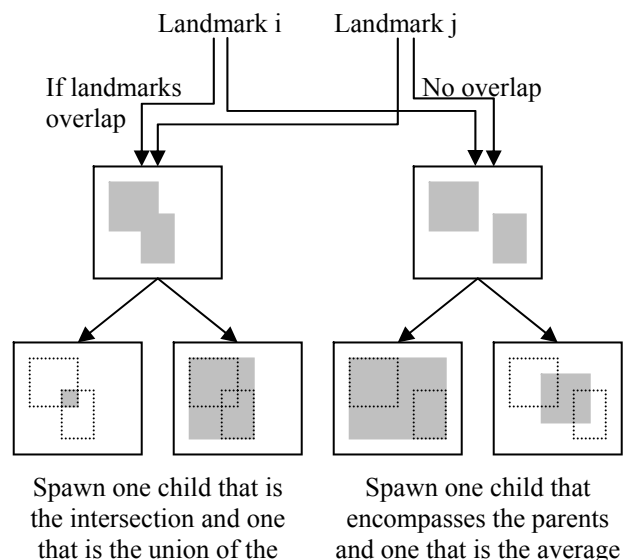 Landmark i
Landmark j
If landmarks
overlap
No overlap
Spawn one child that is
the intersection and one
that is the union of the
Spawn one child that
encompasses the parents
and one that is the average